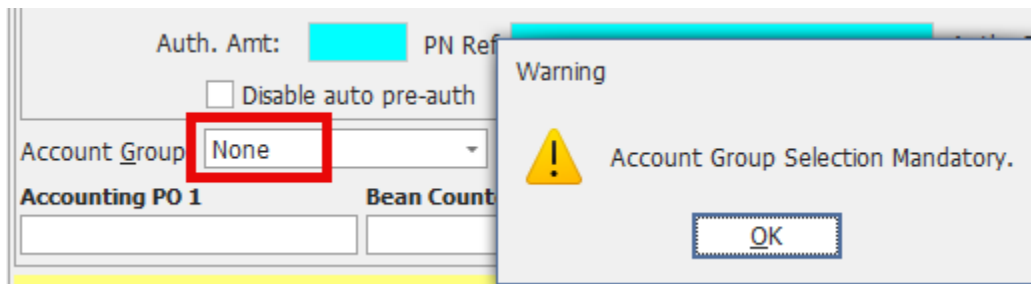 Auth. Amt:
PN Ref
Disable auto pre-auth
Account Group
None
Accounting PO 1
Bean Count
Warning
Account Group Selection Mandatory.
OK